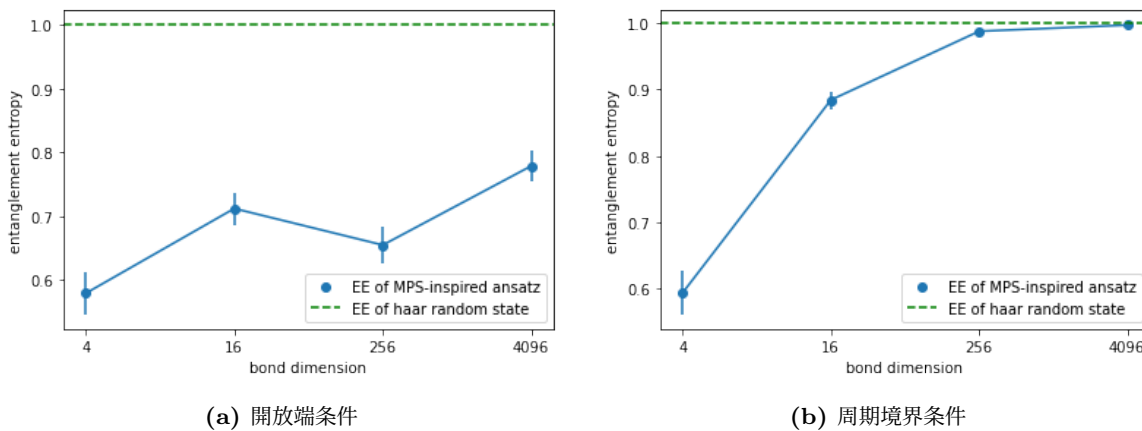 1.0
0.9
0.8
0.7
0.6
entanglement entropy
EE of MPS-inspired ansatz
EE of haar random state
4
16
256
4096
bond dimension
(a) 開放端条件
1.0
0.9
0.8
0.7
0.6
entanglement entropy
EE of MPS-inspired ansatz
EE of haar random state
4
16
256
4096
bond dimension
(b) 周期境界条件